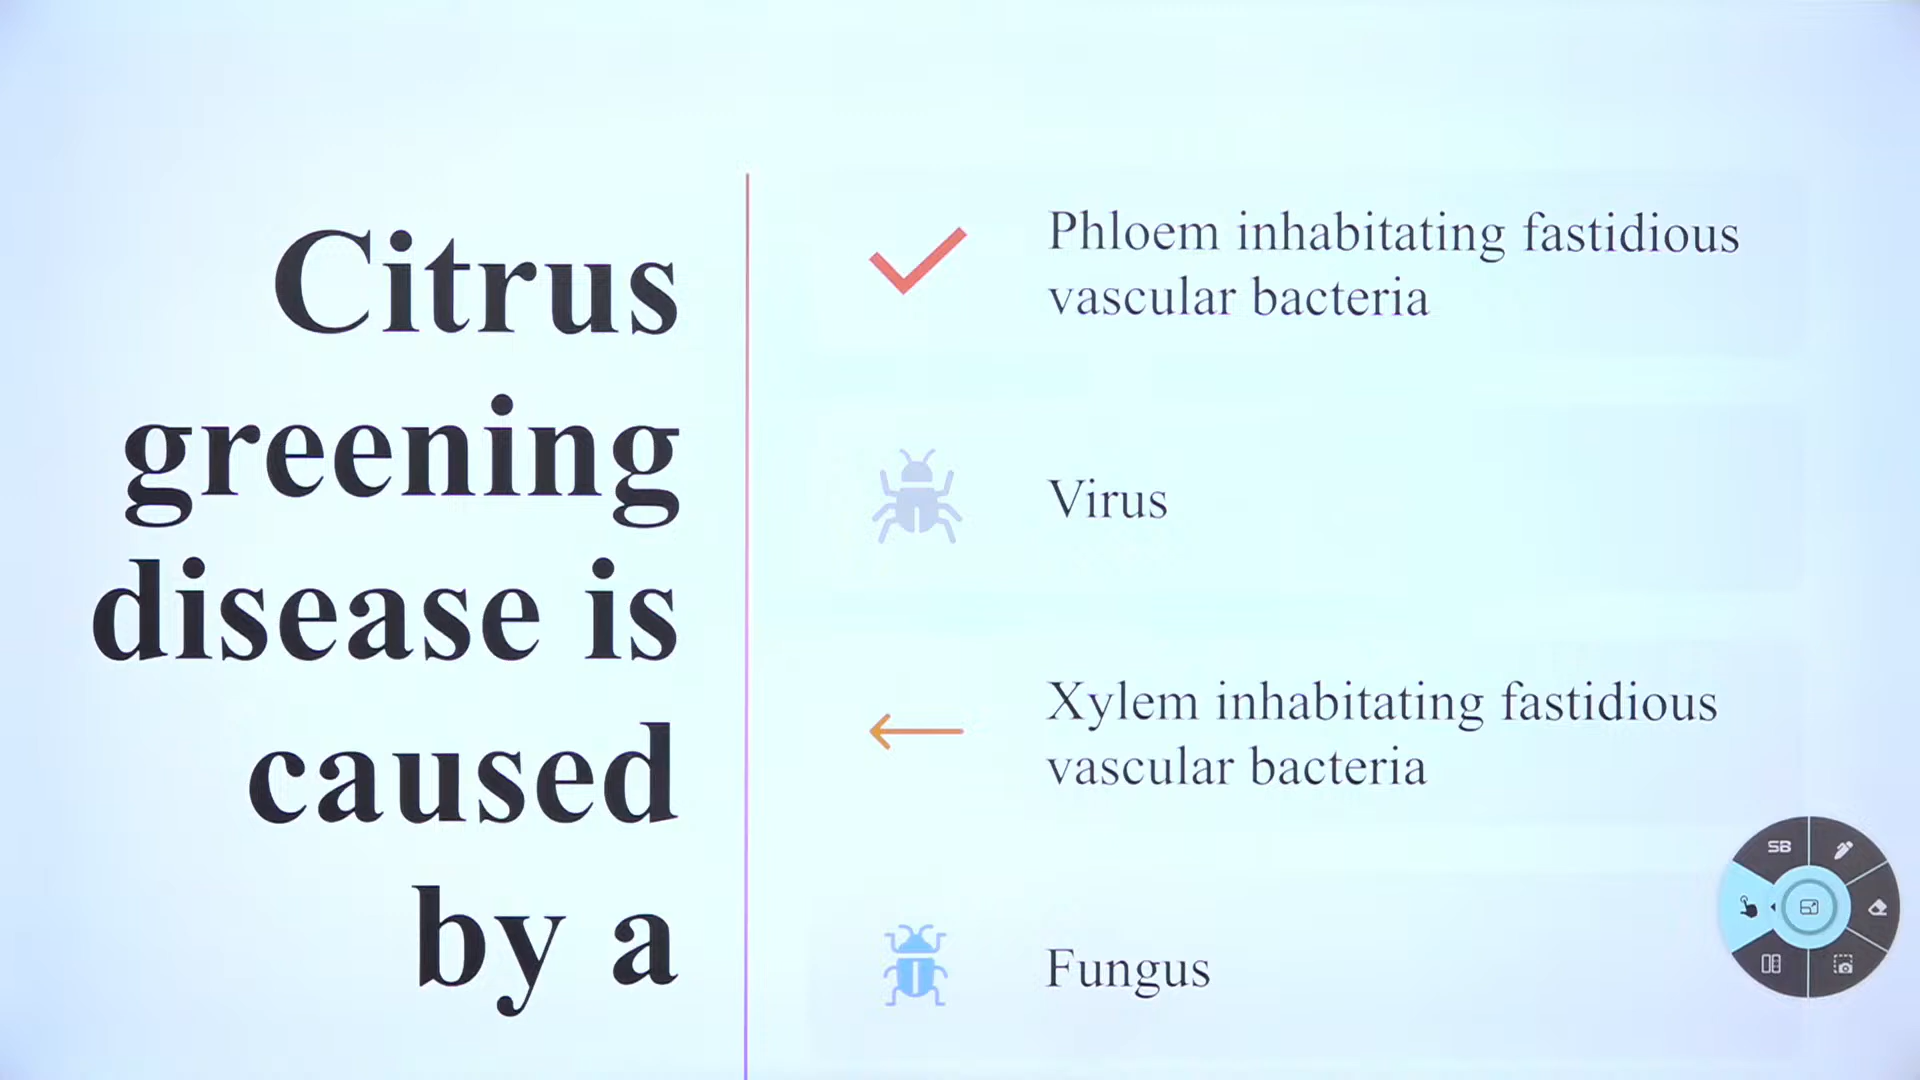 Citrus
greening
disease is
caused
by a
Phloem inhabitating fastidious
vascular bacteria
Virus
Xylem inhabitating fastidious
vascular bacteria
Fungus
SB